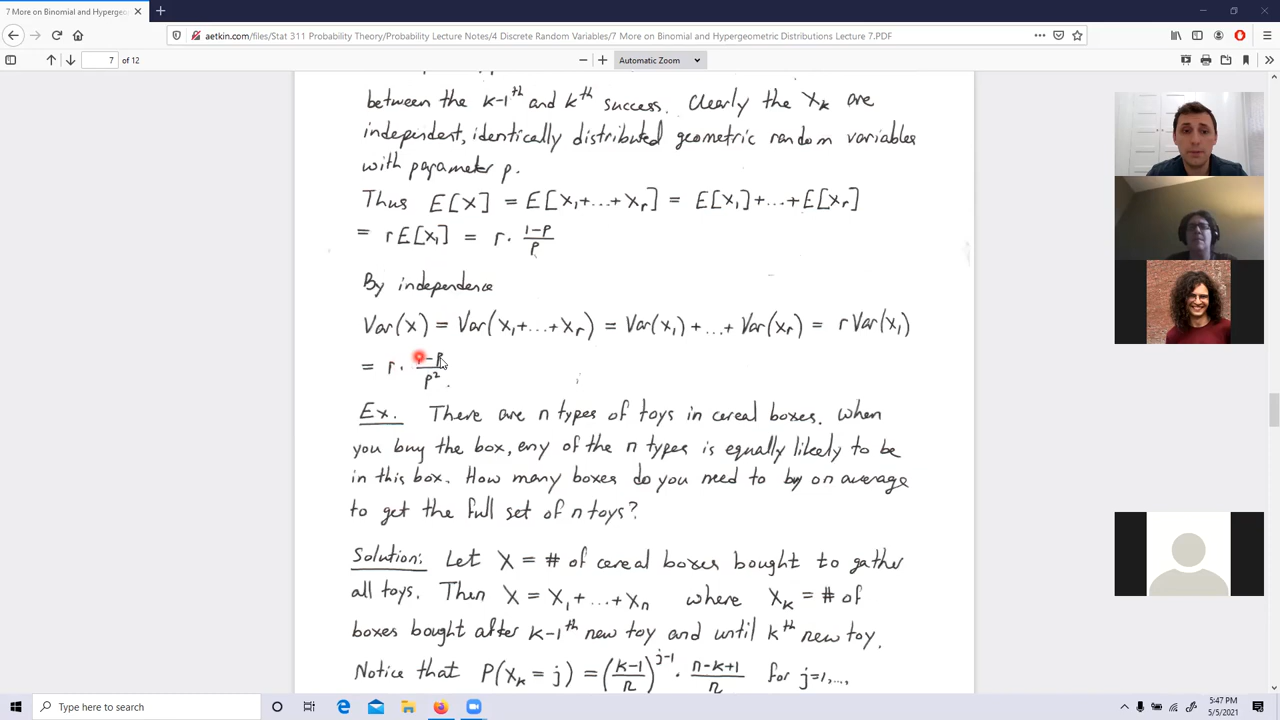 7 More on Binomial and Hypergeo
aetkin.com/files/Stat 311 Probability Theory/Probability Lecture Notes/4 Discrete Random Variables/7 More on Binomial and Hypergeometric Distributions Lecture 7.PDF
7 of 12
Automatic Zoom
between the k-1th and kth success. Clearly the Xk are
independent, identically distributed geometric random variables
with parameter p.
Thus E[X] = E[X1+...+Xr] = E[X1]+...+E[Xr]
= rE[X1] = r · (1-p)/p
By independence
Var(X) = Var(X1+...+Xr) = Var(X1)+...+Var(Xr) = rVar(X1)
= r · (1-p)/p².
Ex. There are n types of toys in cereal boxes. When
you buy the box, any of the n types is equally likely to be
in this box. How many boxes do you need to by on average
to get the full set of n toys?
Solution: Let X = # of cereal boxes bought to gather
all toys. Then X = X1+...+Xn where Xk = # of
boxes bought after k-1th new toy and until kth new toy.
Notice that P(Xk = j) = ((k-1)/n)^(j-1) · (n-k+1)/n for j=1,...,
Type here to search
5:47 PM
5/5/2021